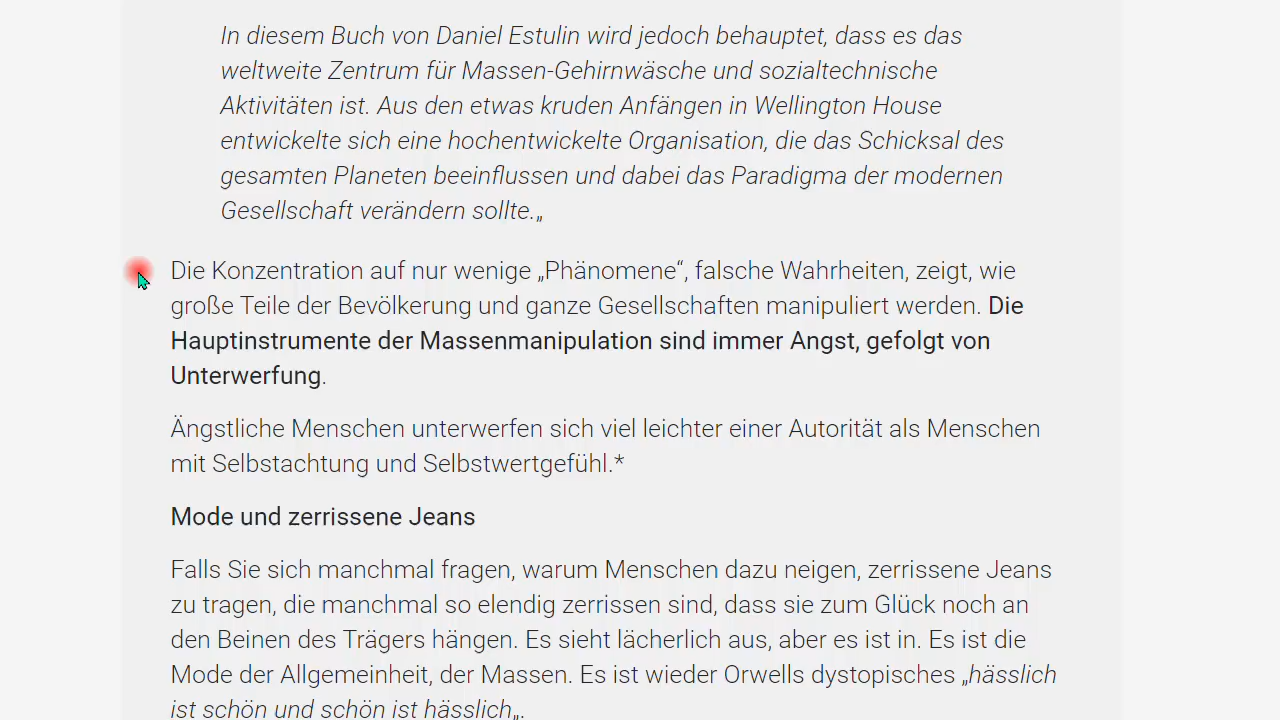 In diesem Buch von Daniel Estulin wird jedoch behauptet, dass es das
weltweite Zentrum für Massen-Gehirnwäsche und sozialtechnische
Aktivitäten ist. Aus den etwas kruden Anfängen in Wellington House
entwickelte sich eine hochentwickelte Organisation, die das Schicksal des
gesamten Planeten beeinflussen und dabei das Paradigma der modernen
Gesellschaft verändern sollte.„
Die Konzentration auf nur wenige „Phänomene“, falsche Wahrheiten, zeigt, wie
große Teile der Bevölkerung und ganze Gesellschaften manipuliert werden. Die
Hauptinstrumente der Massenmanipulation sind immer Angst, gefolgt von
Unterwerfung.
Ängstliche Menschen unterwerfen sich viel leichter einer Autorität als Menschen
mit Selbstachtung und Selbstwertgefühl.*
Mode und zerrissene Jeans
Falls Sie sich manchmal fragen, warum Menschen dazu neigen, zerrissene Jeans
zu tragen, die manchmal so elendig zerrissen sind, dass sie zum Glück noch an
den Beinen des Trägers hängen. Es sieht lächerlich aus, aber es ist in. Es ist die
Mode der Allgemeinheit, der Massen. Es ist wieder Orwells dystopisches „hässlich
ist schön und schön ist hässlich„.